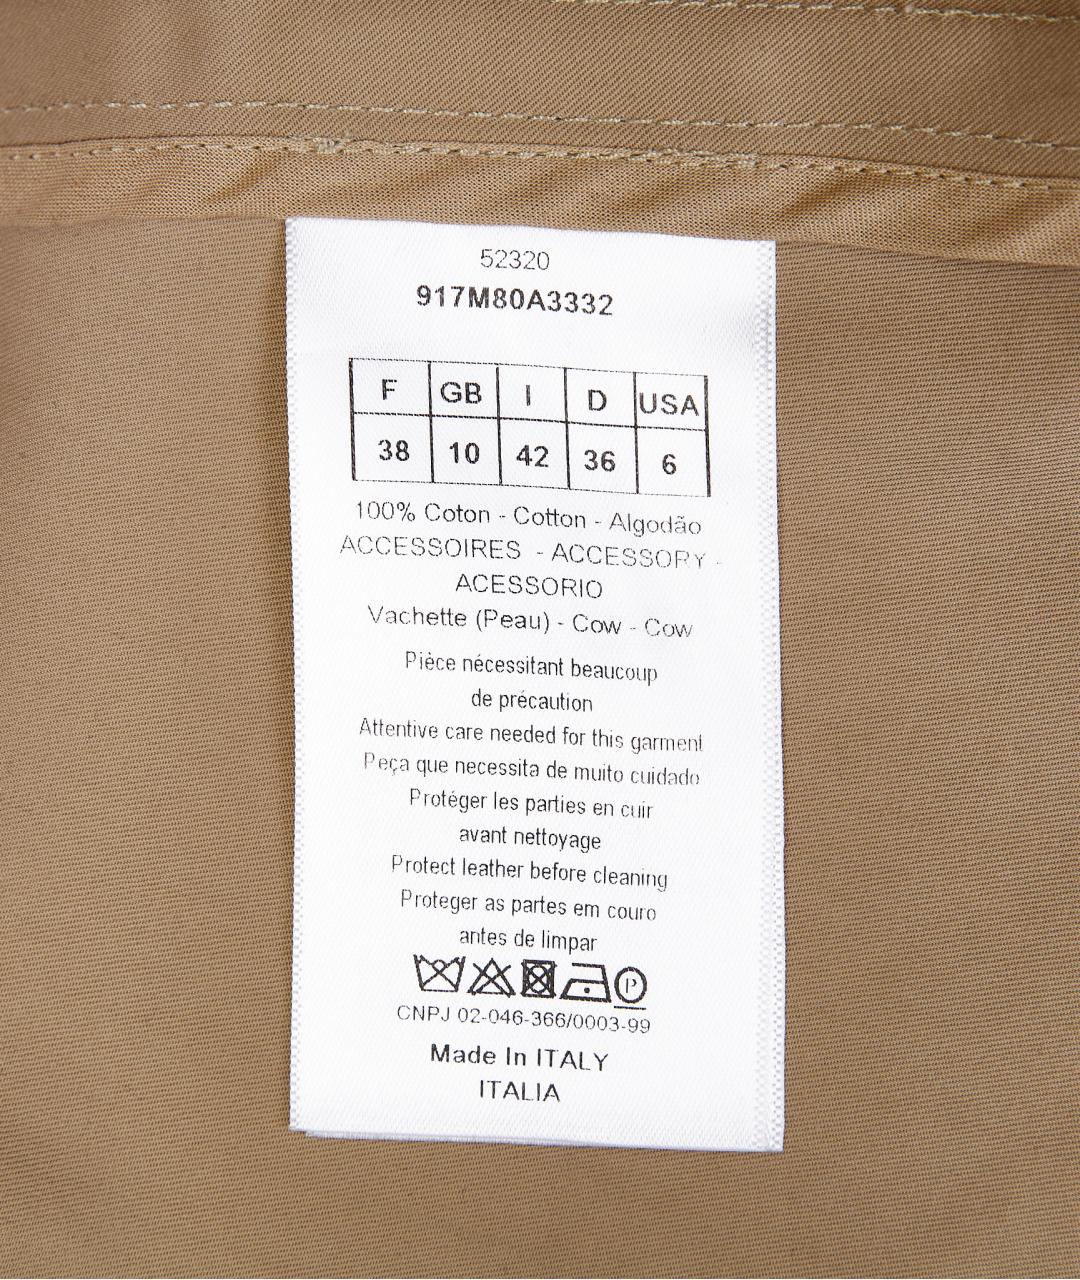 52320
917M80A3332
F GB I D USA
38 10 42 36 6
100% Coton - Cotton - Algodão
ACCESSOIRES - ACCESSORY -
ACESSORIO
Vachette (Peau) - Cow - Cow
Pièce nécessitant beaucoup
de précaution
Attentive care needed for this garment
Peça que necessita de muito cuidado
Protéger les parties en cuir
avant nettoyage
Protect leather before cleaning
Proteger as partes em couro
antes de limpar
P
CNPJ 02-046-366/0003-99
Made In ITALY
ITALIA